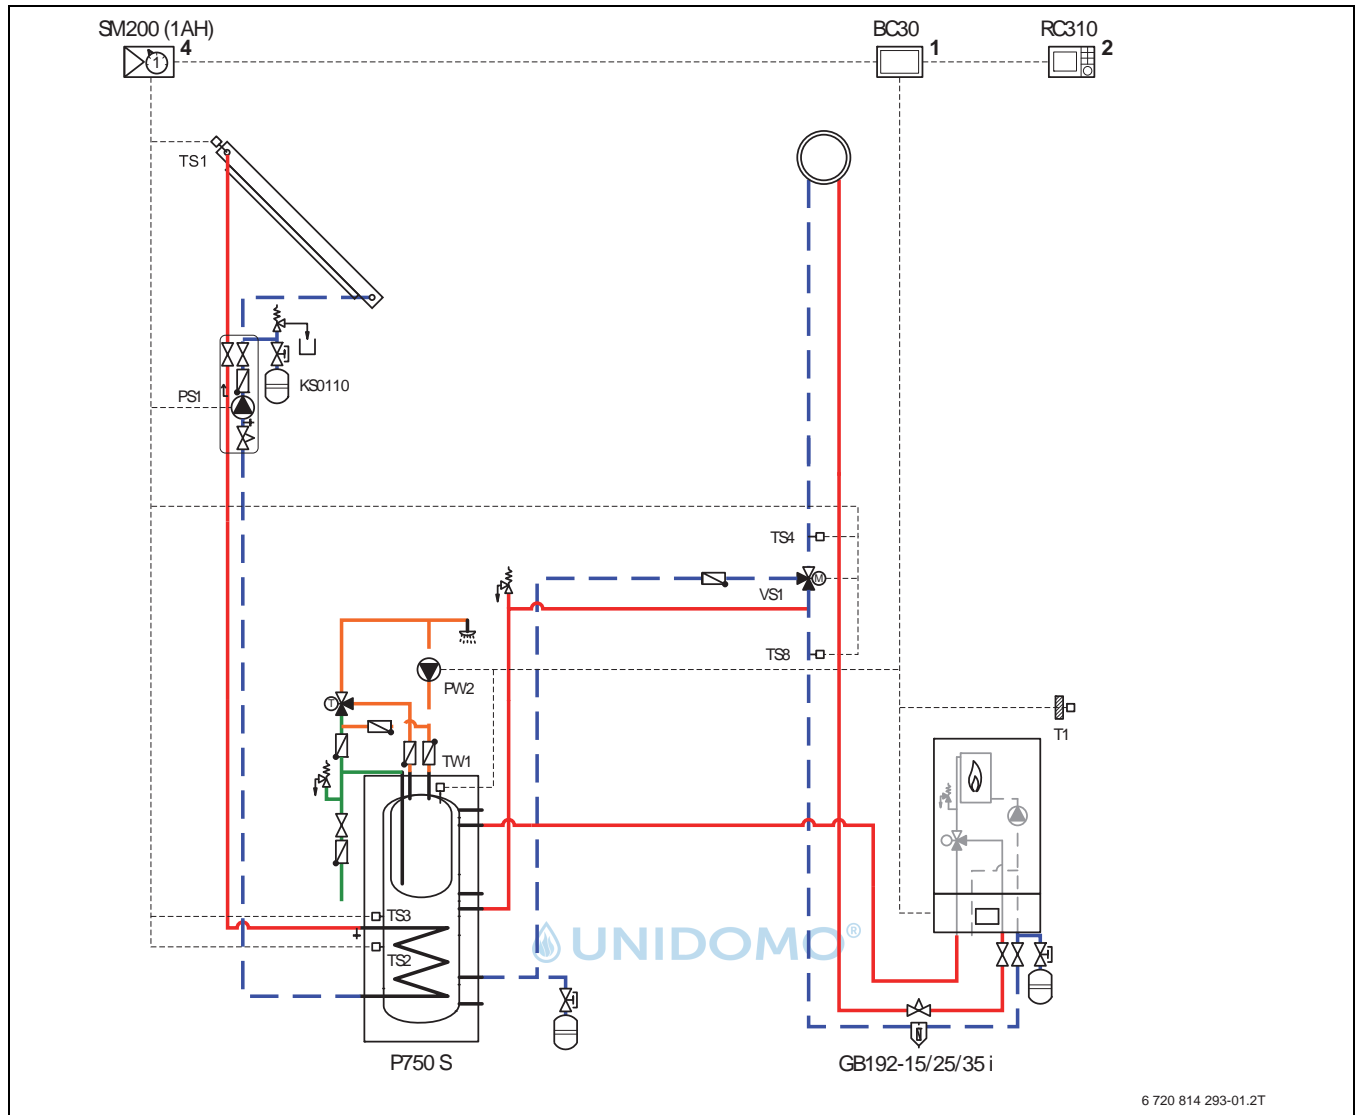 SM200 (1AH)
4
1
BC30
1
RC310
2
TS1
KS0110
PS1
TS4
M
VS1
TS8
PW2
T
T1
TW1
TS3
UNIDOMO®
TS2
P750 S
GB192-15/25/35 i
6 720 814 293-01.2T